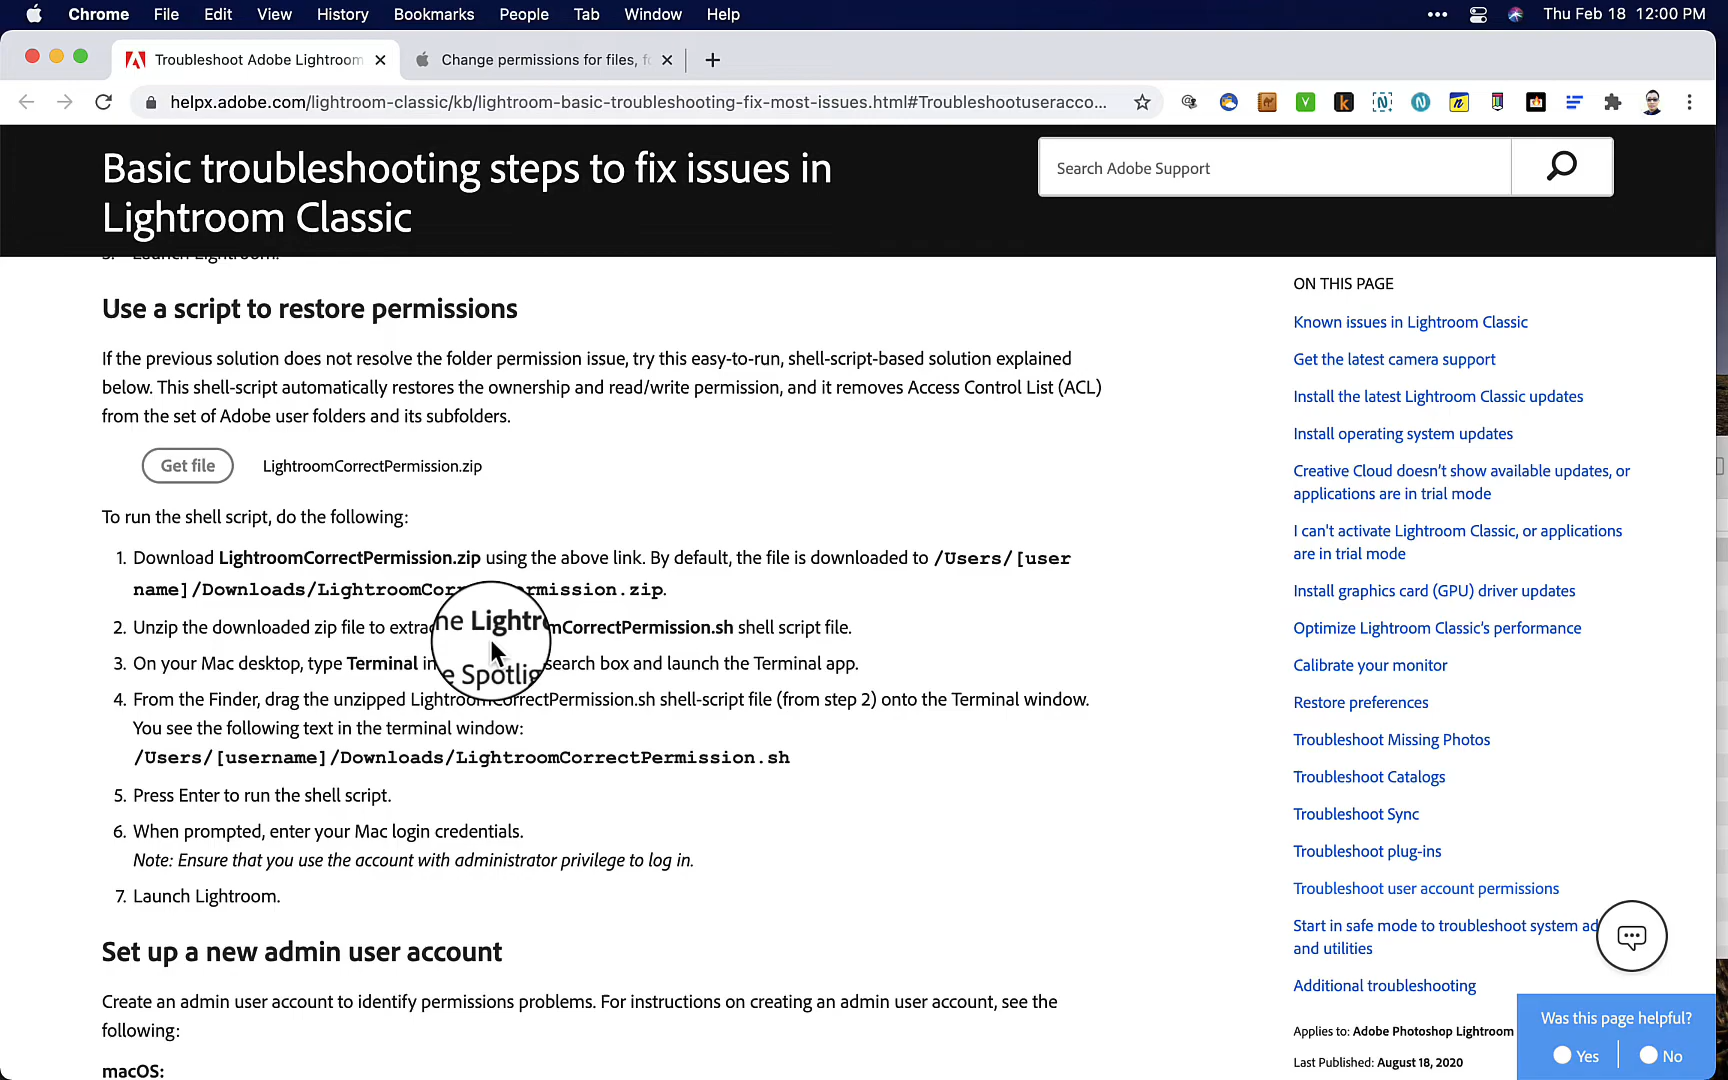 Chrome File Edit View History Bookmarks People Tab Window Help
Thu Feb 18 12:00 PM
Troubleshoot Adobe Lightroom
Change permissions for files, f
helpx.adobe.com/lightroom-classic/kb/lightroom-basic-troubleshooting-fix-most-issues.html#Troubleshootuseracco...
Basic troubleshooting steps to fix issues in
Lightroom Classic
Search Adobe Support
Launch Lightroom.
Use a script to restore permissions
If the previous solution does not resolve the folder permission issue, try this easy-to-run, shell-script-based solution explained
below. This shell-script automatically restores the ownership and read/write permission, and it removes Access Control List (ACL)
from the set of Adobe user folders and its subfolders.
Get file LightroomCorrectPermission.zip
To run the shell script, do the following:
1. Download LightroomCorrectPermission.zip using the above link. By default, the file is downloaded to /Users/[user
name]/Downloads/LightroomCor rmission.zip.
2. Unzip the downloaded zip file to extrac ne Lightro mCorrectPermission.sh shell script file.
3. On your Mac desktop, type Terminal in e Spotlig search box and launch the Terminal app.
4. From the Finder, drag the unzipped LightroomCorrectPermission.sh shell-script file (from step 2) onto the Terminal window.
You see the following text in the terminal window:
/Users/[username]/Downloads/LightroomCorrectPermission.sh
5. Press Enter to run the shell script.
6. When prompted, enter your Mac login credentials.
Note: Ensure that you use the account with administrator privilege to log in.
7. Launch Lightroom.
Set up a new admin user account
Create an admin user account to identify permissions problems. For instructions on creating an admin user account, see the
following:
macOS:
ON THIS PAGE
Known issues in Lightroom Classic
Get the latest camera support
Install the latest Lightroom Classic updates
Install operating system updates
Creative Cloud doesn't show available updates, or
applications are in trial mode
I can't activate Lightroom Classic, or applications
are in trial mode
Install graphics card (GPU) driver updates
Optimize Lightroom Classic's performance
Calibrate your monitor
Restore preferences
Troubleshoot Missing Photos
Troubleshoot Catalogs
Troubleshoot Sync
Troubleshoot plug-ins
Troubleshoot user account permissions
Start in safe mode to troubleshoot system ad
and utilities
Additional troubleshooting
Applies to: Adobe Photoshop Lightroom
Last Published: August 18, 2020
Was this page helpful?
Yes No